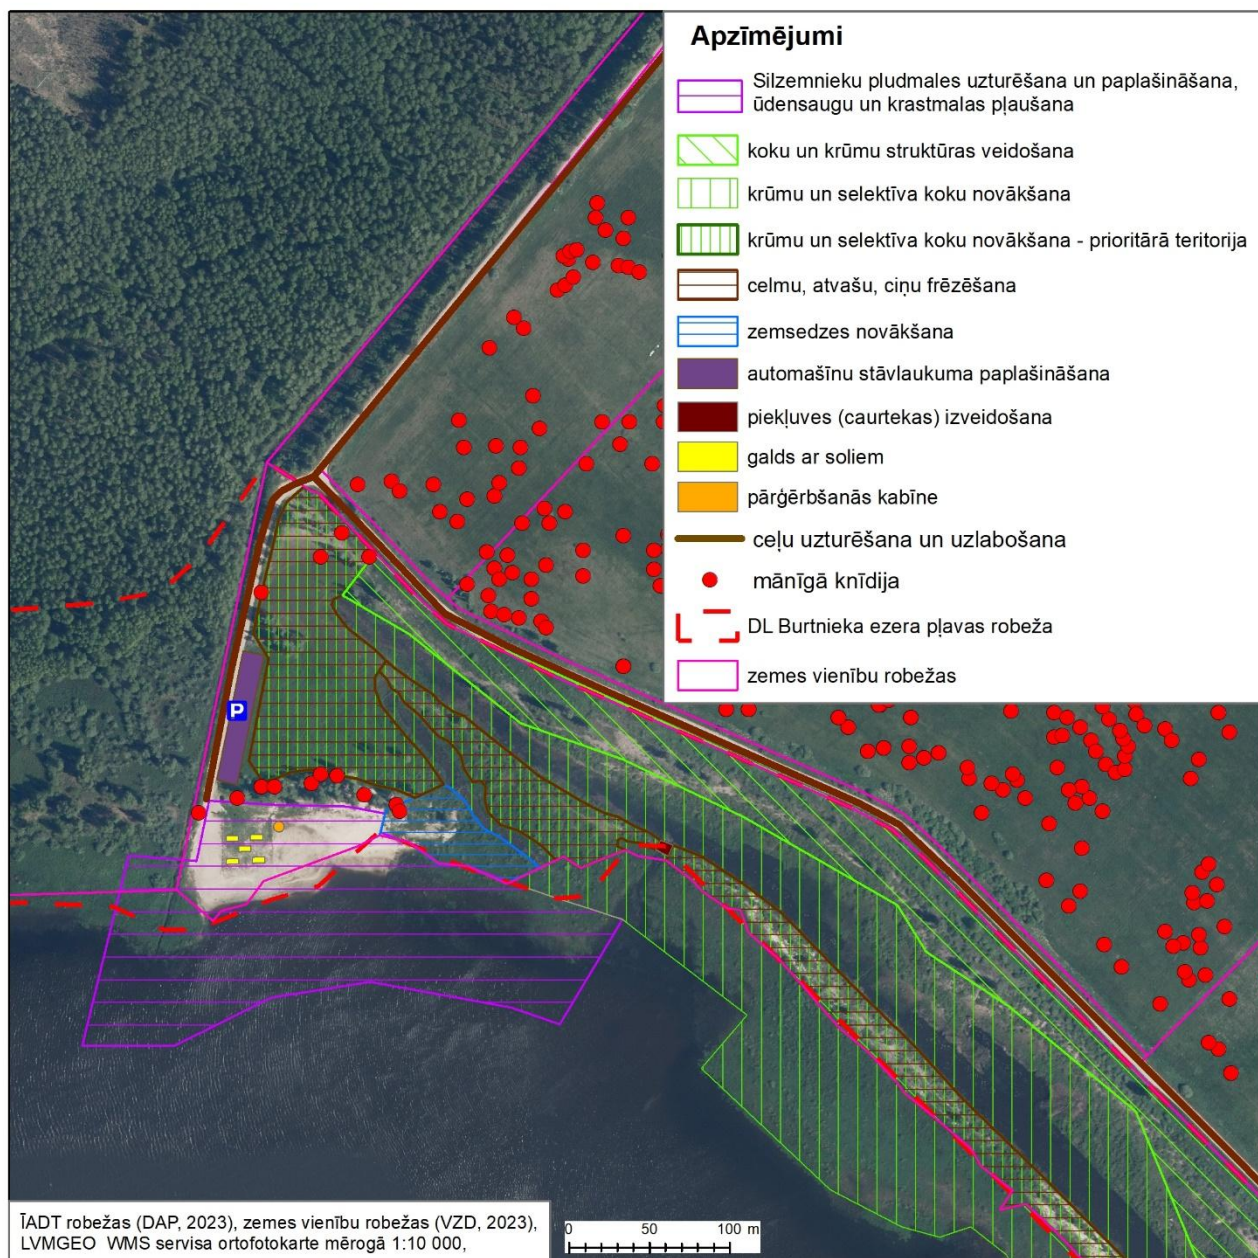 Apzīmējumi
Silzemnieku pludmales uzturēšana un paplašināšana,
ūdensaugu un krastmalas pļaušana
koku un krūmu struktūras veidošana
krūmu un selektīva koku novākšana
krūmu un selektīva koku novākšana - prioritārā teritorija
celmu, atvašu, ciņu frēzēšana
zemsedzes novākšana
automašīnu stāvlaukuma paplašināšana
piekļuves (caurtekas) izveidošana
galds ar soliem
pārģērbšanās kabīne
ceļu uzturēšana un uzlabošana
mānīgā knīdija
DL Burtnieka ezera pļavas robeža
zemes vienību robežas
P
ĪADT robežas (DAP, 2023), zemes vienību robežas (VZD, 2023),
LVMGEO WMS servisa ortofotokarte mērogā 1:10 000,
0 50 100 m